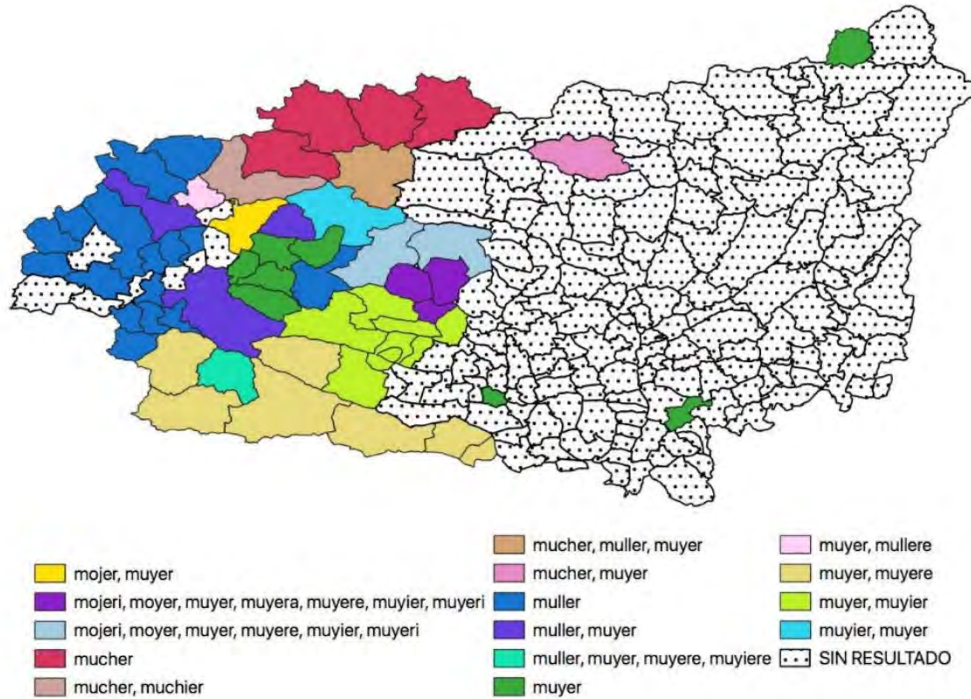 mojer, muyer
mojeri, moyer, muyer, muyera, muyere, muyier, muyeri
mojeri, moyer, muyer, muyere, muyier, muyeri
mucher
mucher, muchier
mucher, muller, muyer
mucher, muyer
muller
muller, muyer
muller, muyer, muyere, muyiere
muyer
muyer, mullere
muyer, muyere
muyer, muyier
muyier, muyer
SIN RESULTADO